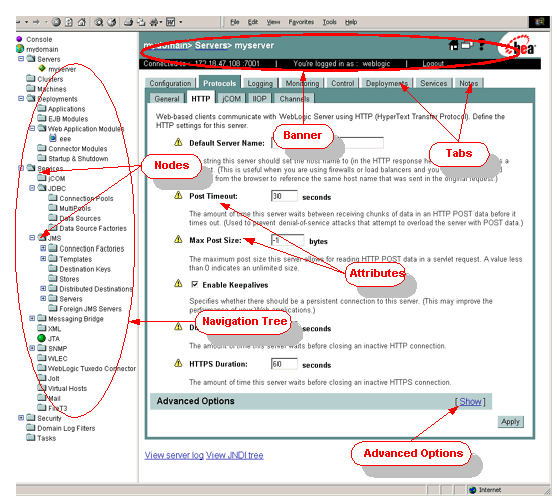 File Edit View Favorites Tools Help
Console
mydomain
Servers
myserver
Clusters
Machines
Deployments
Applications
EJB Modules
Web Application Modules
eee
Connector Modules
Startup & Shutdown
Services
jCOM
JDBC
Connection Pools
MultiPools
Data Sources
Data Source Factories
JMS
Connection Factories
Templates
Destination Keys
Stores
Distributed Destinations
Servers
Foreign JMS Servers
Messaging Bridge
XML
JTA
SNMP
WLEC
WebLogic Tuxedo Connector
Jolt
Virtual Hosts
Mail
FileT3
Security
Domain Log Filters
Tasks
Nodes
Navigation Tree
mydomain> Servers> myserver
bea
Connected to : 172.18.47.108 :7001 | You're logged in as : weblogic | Logout
Configuration Protocols Logging Monitoring Control Deployments Services Notes
General HTTP jCOM IIOP Channels
Web-based clients communicate with WebLogic Server using HTTP (HyperText Transfer Protocol). Define the
HTTP settings for this server.
Banner
Tabs
Default Server Name:
string this server should set the host name to (in the HTTP response
(This is useful when you are using firewalls or load balancers and you
from the browser to reference the same host name that was sent in the original request.)
Post Timeout: 30 seconds
The amount of time this server waits between receiving chunks of data in an HTTP POST data before it
times out. (Used to prevent denial-of-service attacks that attempt to overload the server with POST data.)
Max Post Size: -1 bytes
The maximum post size this server allows for reading HTTP POST data in a servlet request. A value less
than 0 indicates an unlimited size.
Attributes
Enable Keepalives
Specifies whether there should be a persistent connection to this server. (This may improve the
performance of your Web applications.)
seconds
The amount of time this server waits before closing an inactive HTTP connection.
HTTPS Duration: 60 seconds
The amount of time this server waits before closing an inactive HTTPS connection.
Advanced Options [ Show ]
Apply
Advanced Options
View server log View JNDI tree
Internet